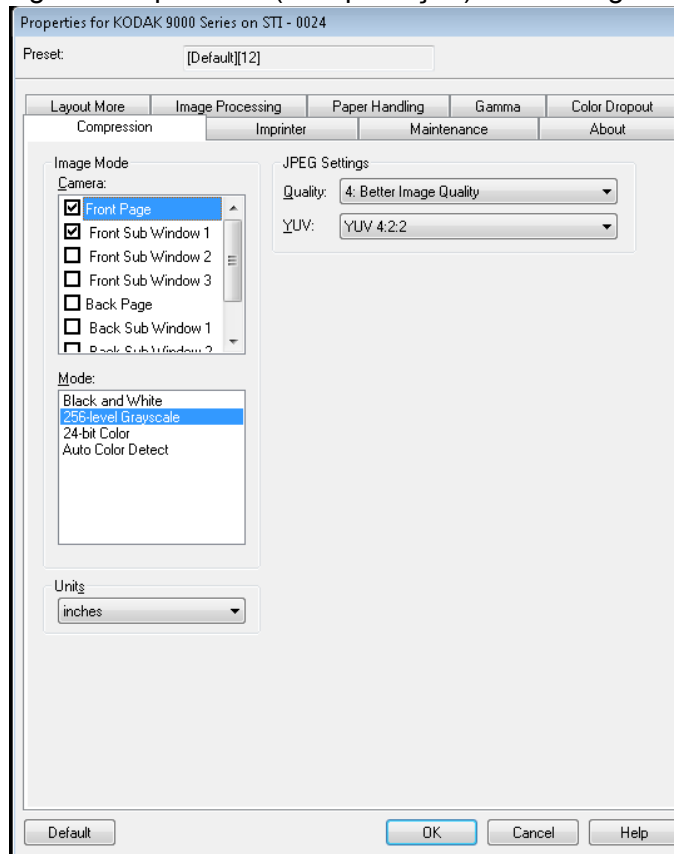 Properties for KODAK 9000 Series on STI - 0024
Preset: [Default][12]
Layout More Image Processing Paper Handling Gamma Color Dropout
Compression Imprinter Maintenance About
Image Mode
Camera:
Front Page
Front Sub Window 1
Front Sub Window 2
Front Sub Window 3
Back Page
Back Sub Window 1
Back Sub Window 2
Mode:
Black and White
256-level Grayscale
24-bit Color
Auto Color Detect
Units
inches
JPEG Settings
Quality: 4: Better Image Quality
YUV: YUV 4:2:2
Default OK Cancel Help